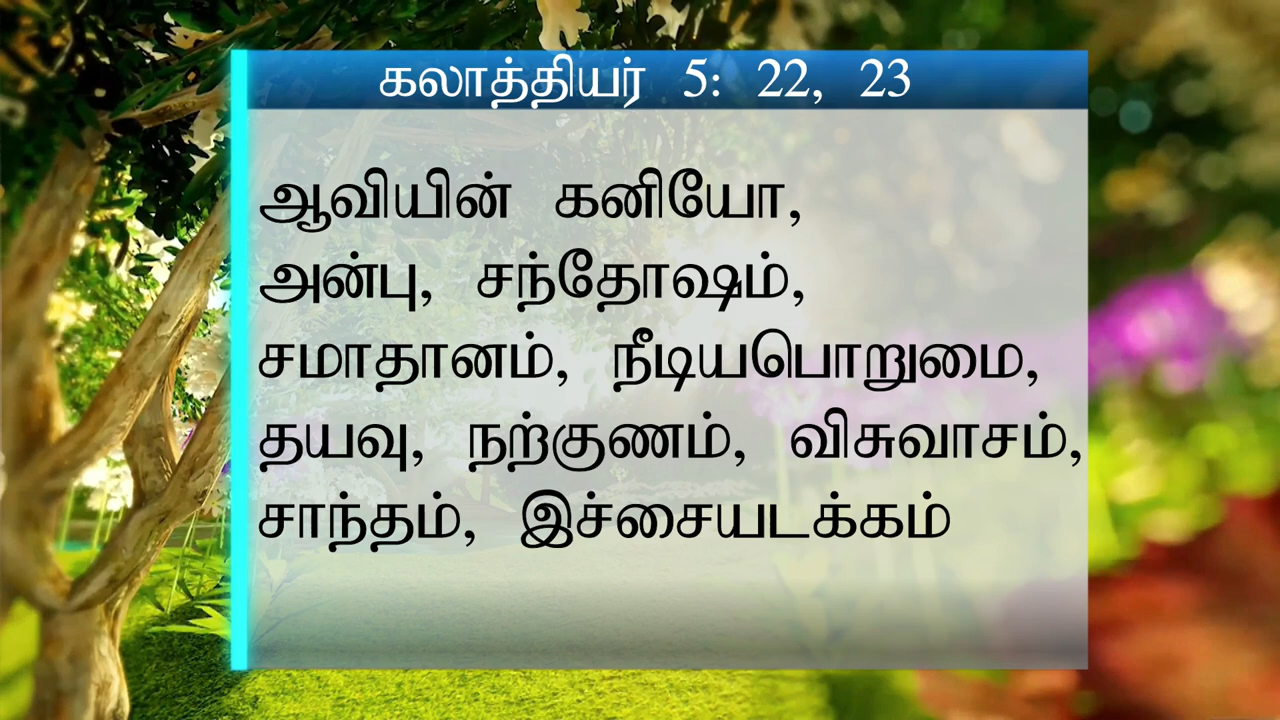 கலாத்தியர் 5: 22, 23
ஆவியின் கனியோ,
அன்பு, சந்தோஷம்,
சமாதானம், நீடியபொறுமை,
தயவு, நற்குணம், விசுவாசம்,
சாந்தம், இச்சையடக்கம்